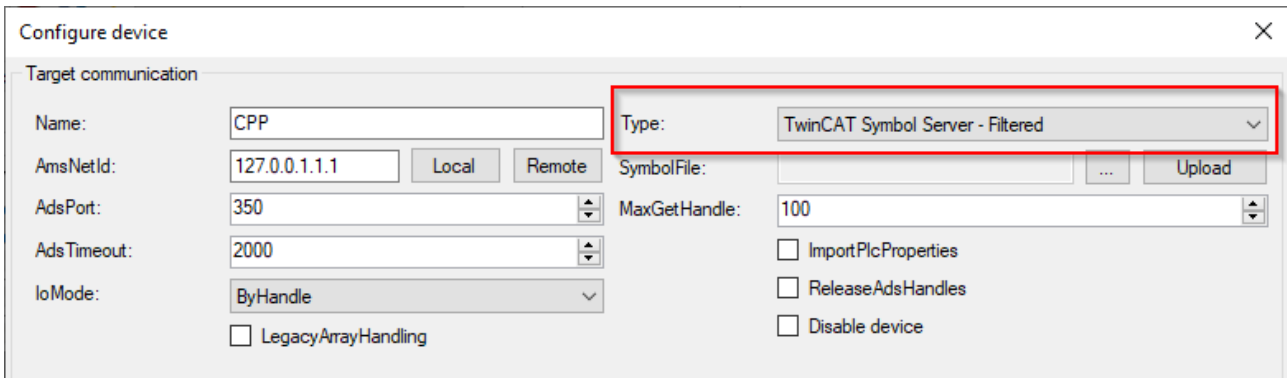 Configure device
Target communication
Name: CPP Type: TwinCAT Symbol Server - Filtered
AmsNetId: 127.0.0.1.1.1 Local Remote SymbolFile: ... Upload
AdsPort: 350 MaxGetHandle: 100
AdsTimeout: 2000 ImportPlcProperties
IoMode: ByHandle ReleaseAdsHandles
LegacyArrayHandling Disable device